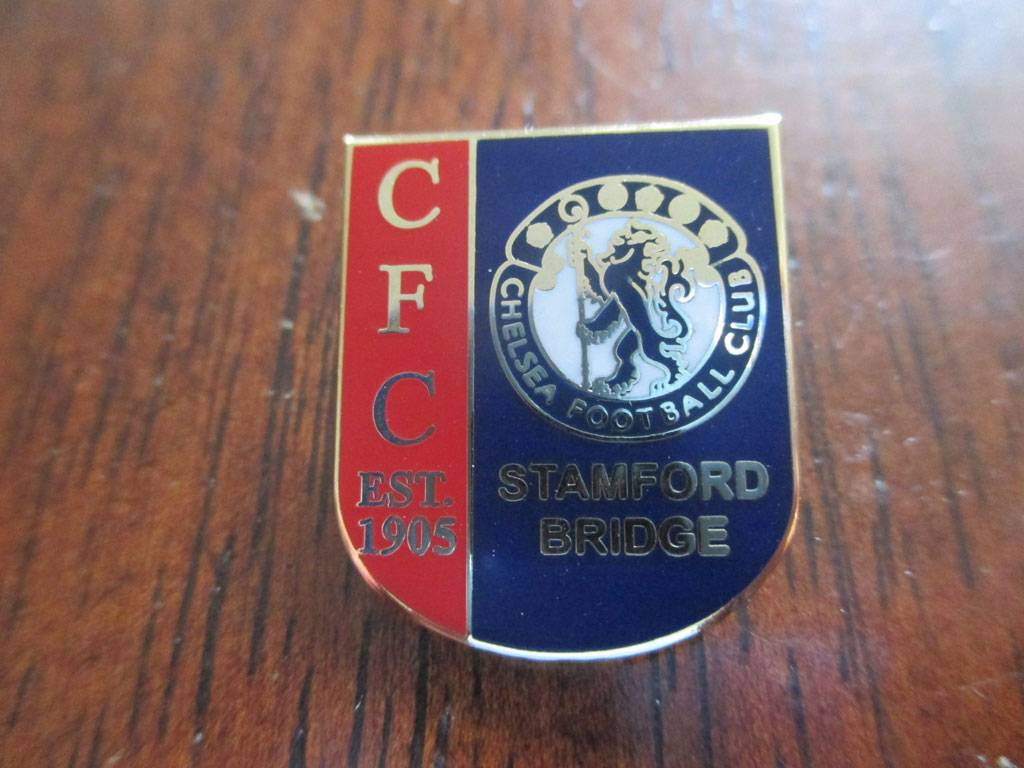 C
F
C
EST.
1905
CHELSEA FOOTBALL CLUB
STAMFORD
BRIDGE